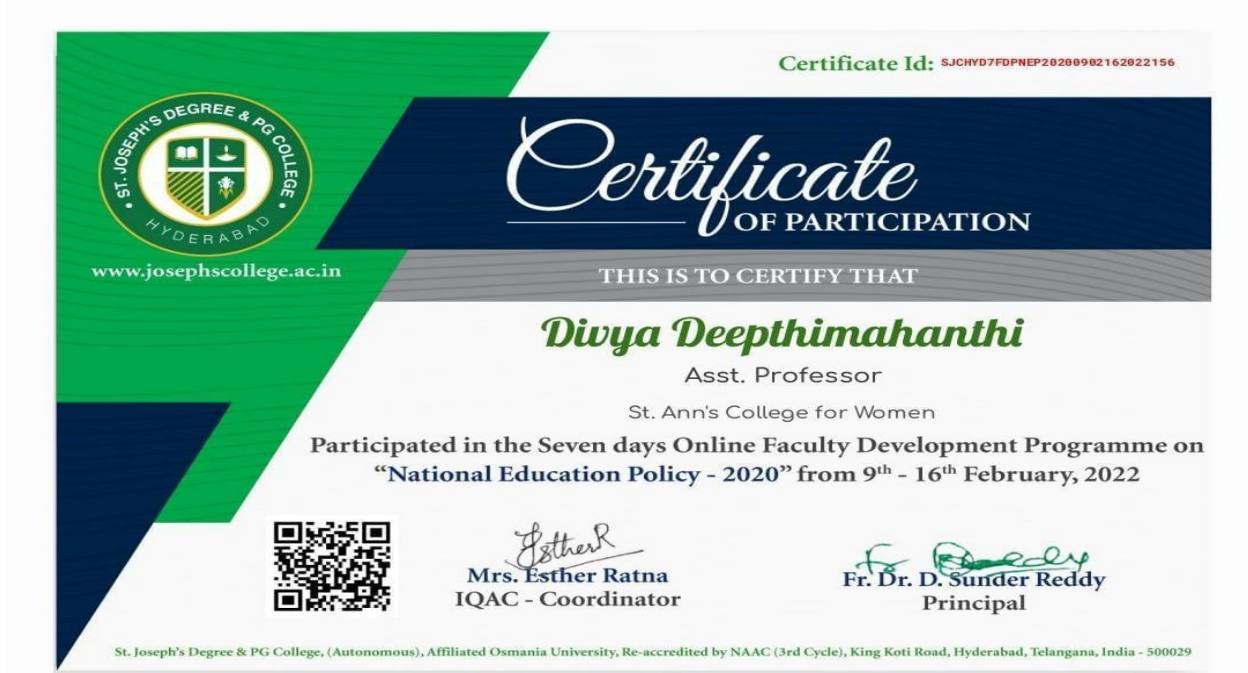 Certificate Id: SJCHYD7FDPNEP20200902162022156
ST. JOSEPH'S DEGREE & PG COLLEGE
HYDERABAD
www.josephscollege.ac.in
Certificate
OF PARTICIPATION
THIS IS TO CERTIFY THAT
Divya Deepthimahanthi
Asst. Professor
St. Ann's College for Women
Participated in the Seven days Online Faculty Development Programme on
“National Education Policy - 2020” from 9th - 16th February, 2022
EstherR
Mrs. Esther Ratna
IQAC - Coordinator
Fr. Dr. D. Sunder Reddy
Principal
St. Joseph's Degree & PG College, (Autonomous), Affiliated Osmania University, Re-accredited by NAAC (3rd Cycle), King Koti Road, Hyderabad, Telangana, India - 500029